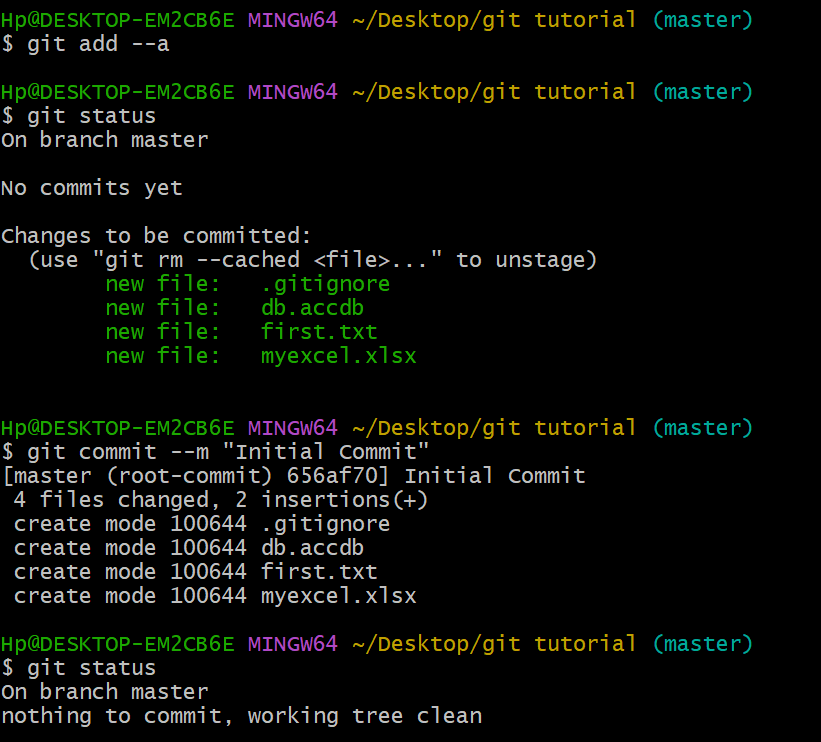 Hp@DESKTOP-EM2CB6E MINGW64 ~/Desktop/git tutorial (master)
$ git add --a
Hp@DESKTOP-EM2CB6E MINGW64 ~/Desktop/git tutorial (master)
$ git status
On branch master
No commits yet
Changes to be committed:
  (use "git rm --cached <file>..." to unstage)
        new file:   .gitignore
        new file:   db.accdb
        new file:   first.txt
        new file:   myexcel.xlsx
Hp@DESKTOP-EM2CB6E MINGW64 ~/Desktop/git tutorial (master)
$ git commit --m "Initial Commit"
[master (root-commit) 656af70] Initial Commit
 4 files changed, 2 insertions(+)
 create mode 100644 .gitignore
 create mode 100644 db.accdb
 create mode 100644 first.txt
 create mode 100644 myexcel.xlsx
Hp@DESKTOP-EM2CB6E MINGW64 ~/Desktop/git tutorial (master)
$ git status
On branch master
nothing to commit, working tree clean